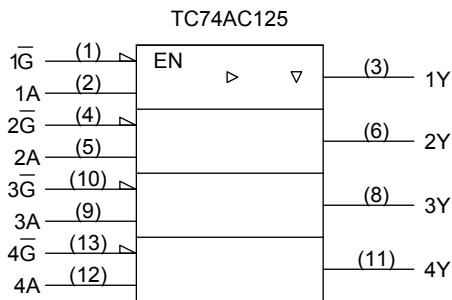 TC74AC125
1G̅ (1) EN
1A (2) (3) 1Y
2G̅ (4)
2A (5) (6) 2Y
3G̅ (10)
3A (9) (8) 3Y
4G̅ (13)
4A (12) (11) 4Y